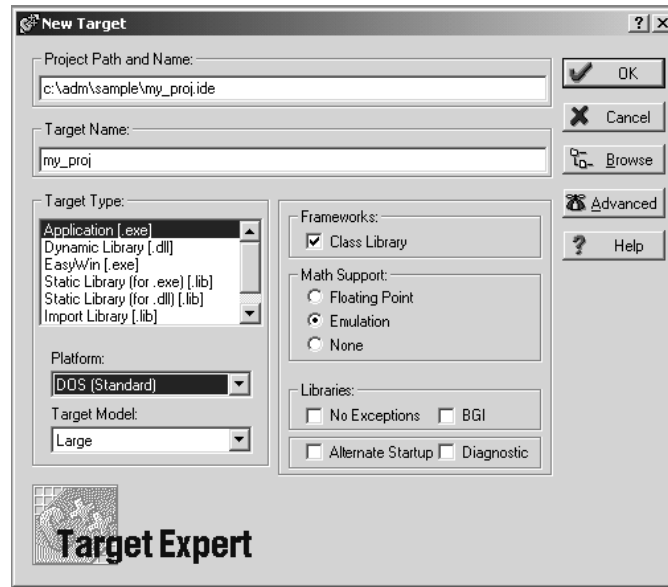 New Target
Project Path and Name:
c:\adm\sample\my_proj.ide
Target Name:
my_proj
Target Type:
Application [.exe]
Dynamic Library [.dll]
EasyWin [.exe]
Static Library (for .exe) [.lib]
Static Library (for .dll) [.lib]
Import Library [.lib]
Platform:
DOS (Standard)
Target Model:
Large
Frameworks:
Class Library
Math Support:
Floating Point
Emulation
None
Libraries:
No Exceptions BGI
Alternate Startup Diagnostic
OK
Cancel
Browse
Advanced
Help
Target Expert